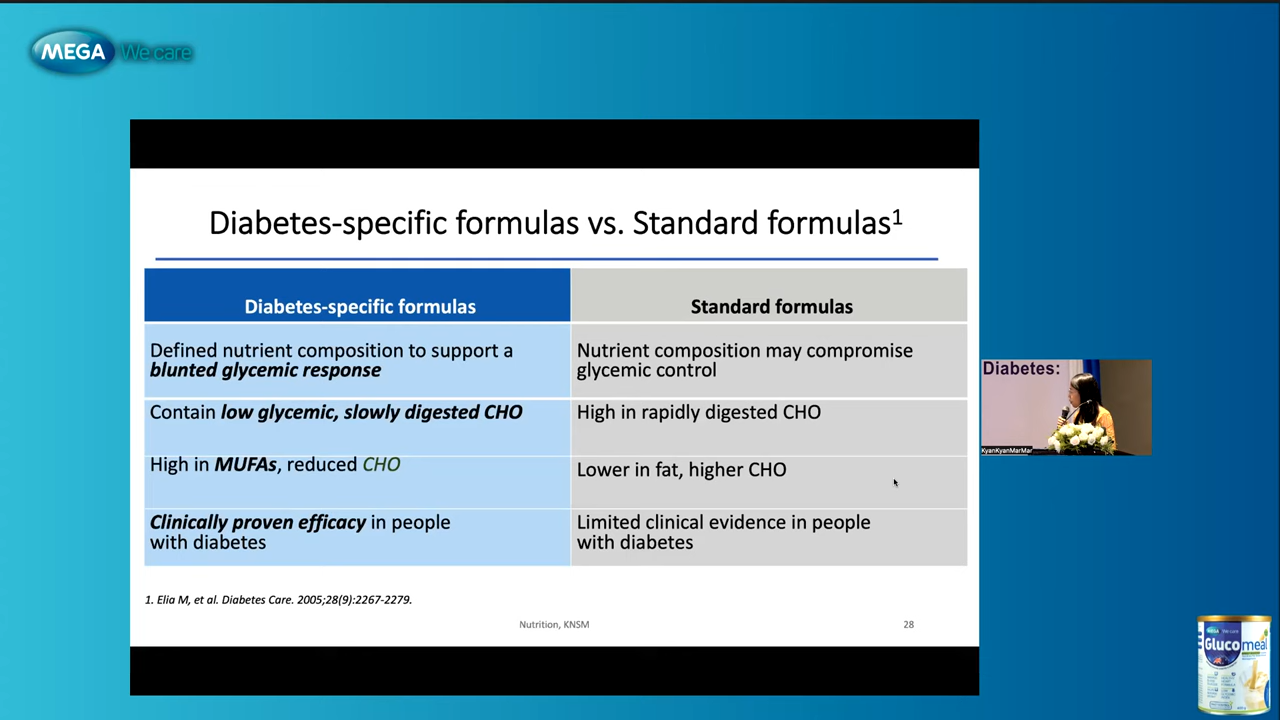 MEGA We care
Diabetes-specific formulas vs. Standard formulas1
Diabetes-specific formulas
Standard formulas
Defined nutrient composition to support a
blunted glycemic response
Nutrient composition may compromise
glycemic control
Contain low glycemic, slowly digested CHO
High in rapidly digested CHO
High in MUFAs, reduced CHO
Lower in fat, higher CHO
Clinically proven efficacy in people
with diabetes
Limited clinical evidence in people
with diabetes
1. Elia M, et al. Diabetes Care. 2005;28(9):2267-2279.
Nutrition, KNSM
28
Diabetes:
KyanKyanMarMar
MEGA We care
Glucomeal